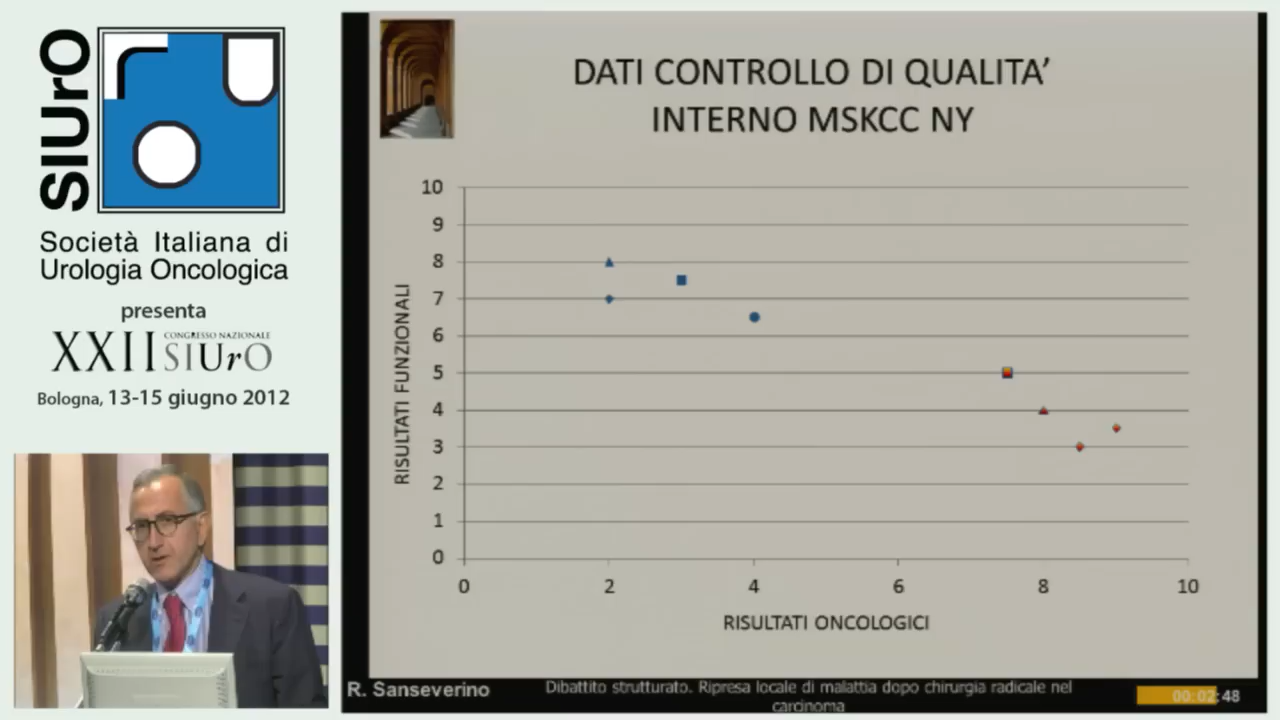 SIUrO
Società Italiana di
Urologia Oncologica
presenta
XXII CONGRESSO NAZIONALE
SIUrO
Bologna, 13-15 giugno 2012
DATI CONTROLLO DI QUALITA'
INTERNO MSKCC NY
10
9
8
7
6
5
4
3
2
1
0
RISULTATI FUNZIONALI
0 2 4 6 8 10
RISULTATI ONCOLOGICI
R. Sanseverino
Dibattito strutturato. Ripresa locale di malattia dopo chirurgia radicale nel
carcinoma
00:02:48